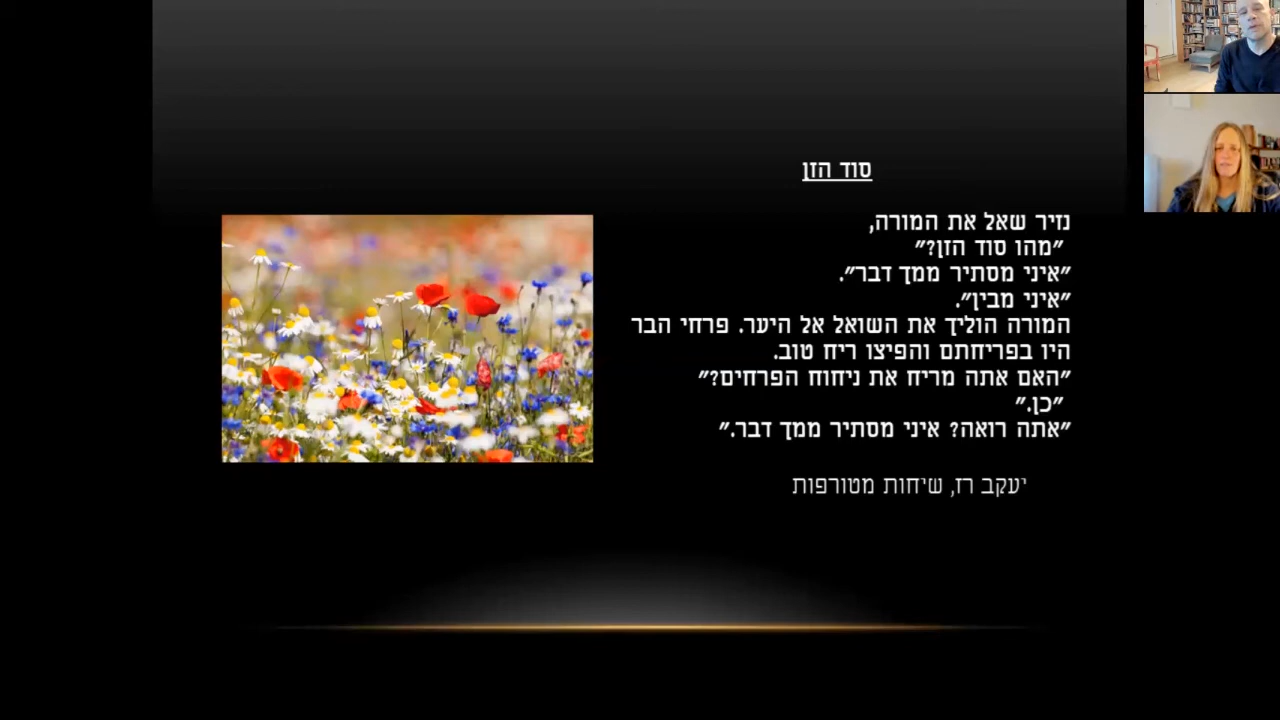 סוד הזן
נזיר שאל את המורה,
"מהו סוד הזן?"
"איני מסתיר ממך דבר".
"איני מבין".
המורה הוליך את השואל אל היער. פרחי הבר
היו בפריחתם והפיצו ריח טוב.
"האם אתה מריח את ניחוח הפרחים?"
"כן."
"אתה רואה? איני מסתיר ממך דבר."
יעקב רז, שיחות מטורפות